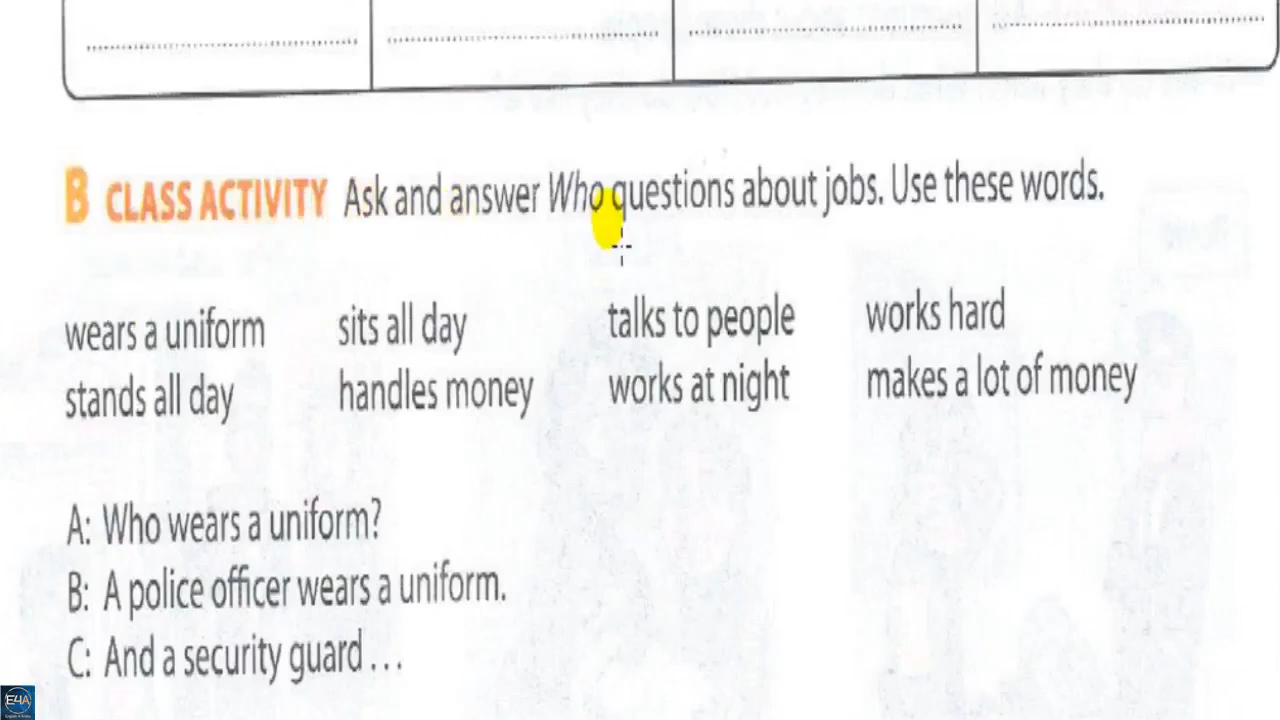 B CLASS ACTIVITY Ask and answer Who questions about jobs. Use these words.
wears a uniform sits all day talks to people works hard
stands all day handles money works at night makes a lot of money
A: Who wears a uniform?
B: A police officer wears a uniform.
C: And a security guard . . .
E4A